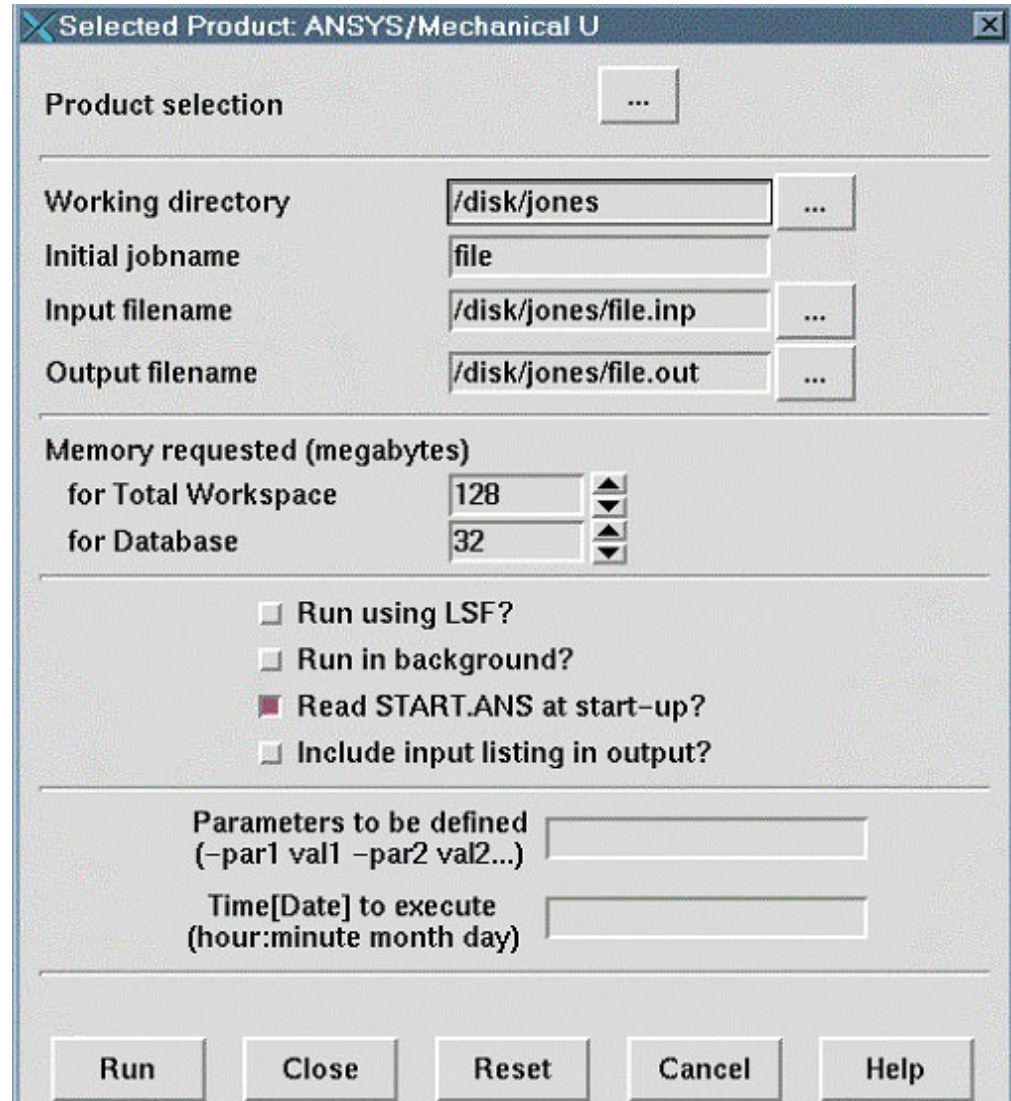 Selected Product: ANSYS/Mechanical U
Product selection ...
Working directory /disk/jones ...
Initial jobname file
Input filename /disk/jones/file.inp ...
Output filename /disk/jones/file.out ...
Memory requested (megabytes)
for Total Workspace 128
for Database 32
Run using LSF?
Run in background?
Read START.ANS at start-up?
Include input listing in output?
Parameters to be defined
(-par1 val1 -par2 val2...)
Time[Date] to execute
(hour:minute month day)
Run Close Reset Cancel Help